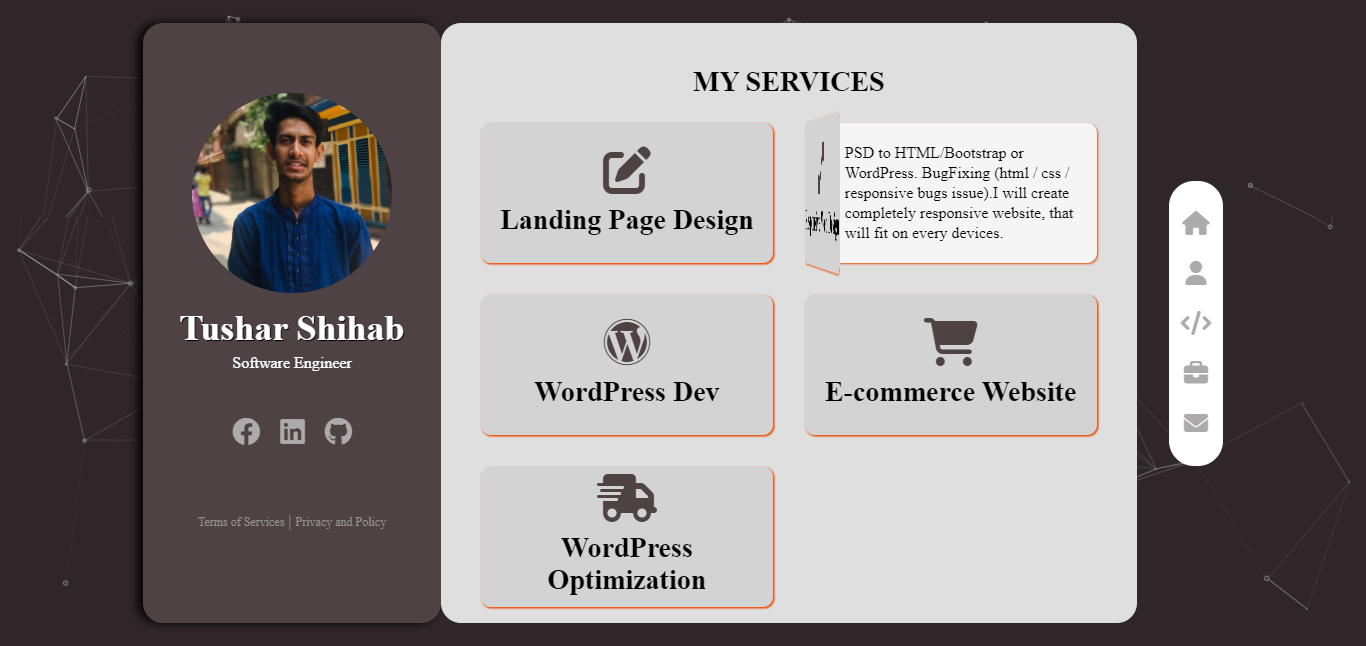 MY SERVICES
Landing Page Design
PSD to HTML/Bootstrap or
WordPress. BugFixing (html / css /
responsive bugs issue).I will create
completely responsive website, that
will fit on every devices.
Tushar Shihab
Software Engineer
WordPress Dev
E-commerce Website
Terms of Services | Privacy and Policy
WordPress
Optimization